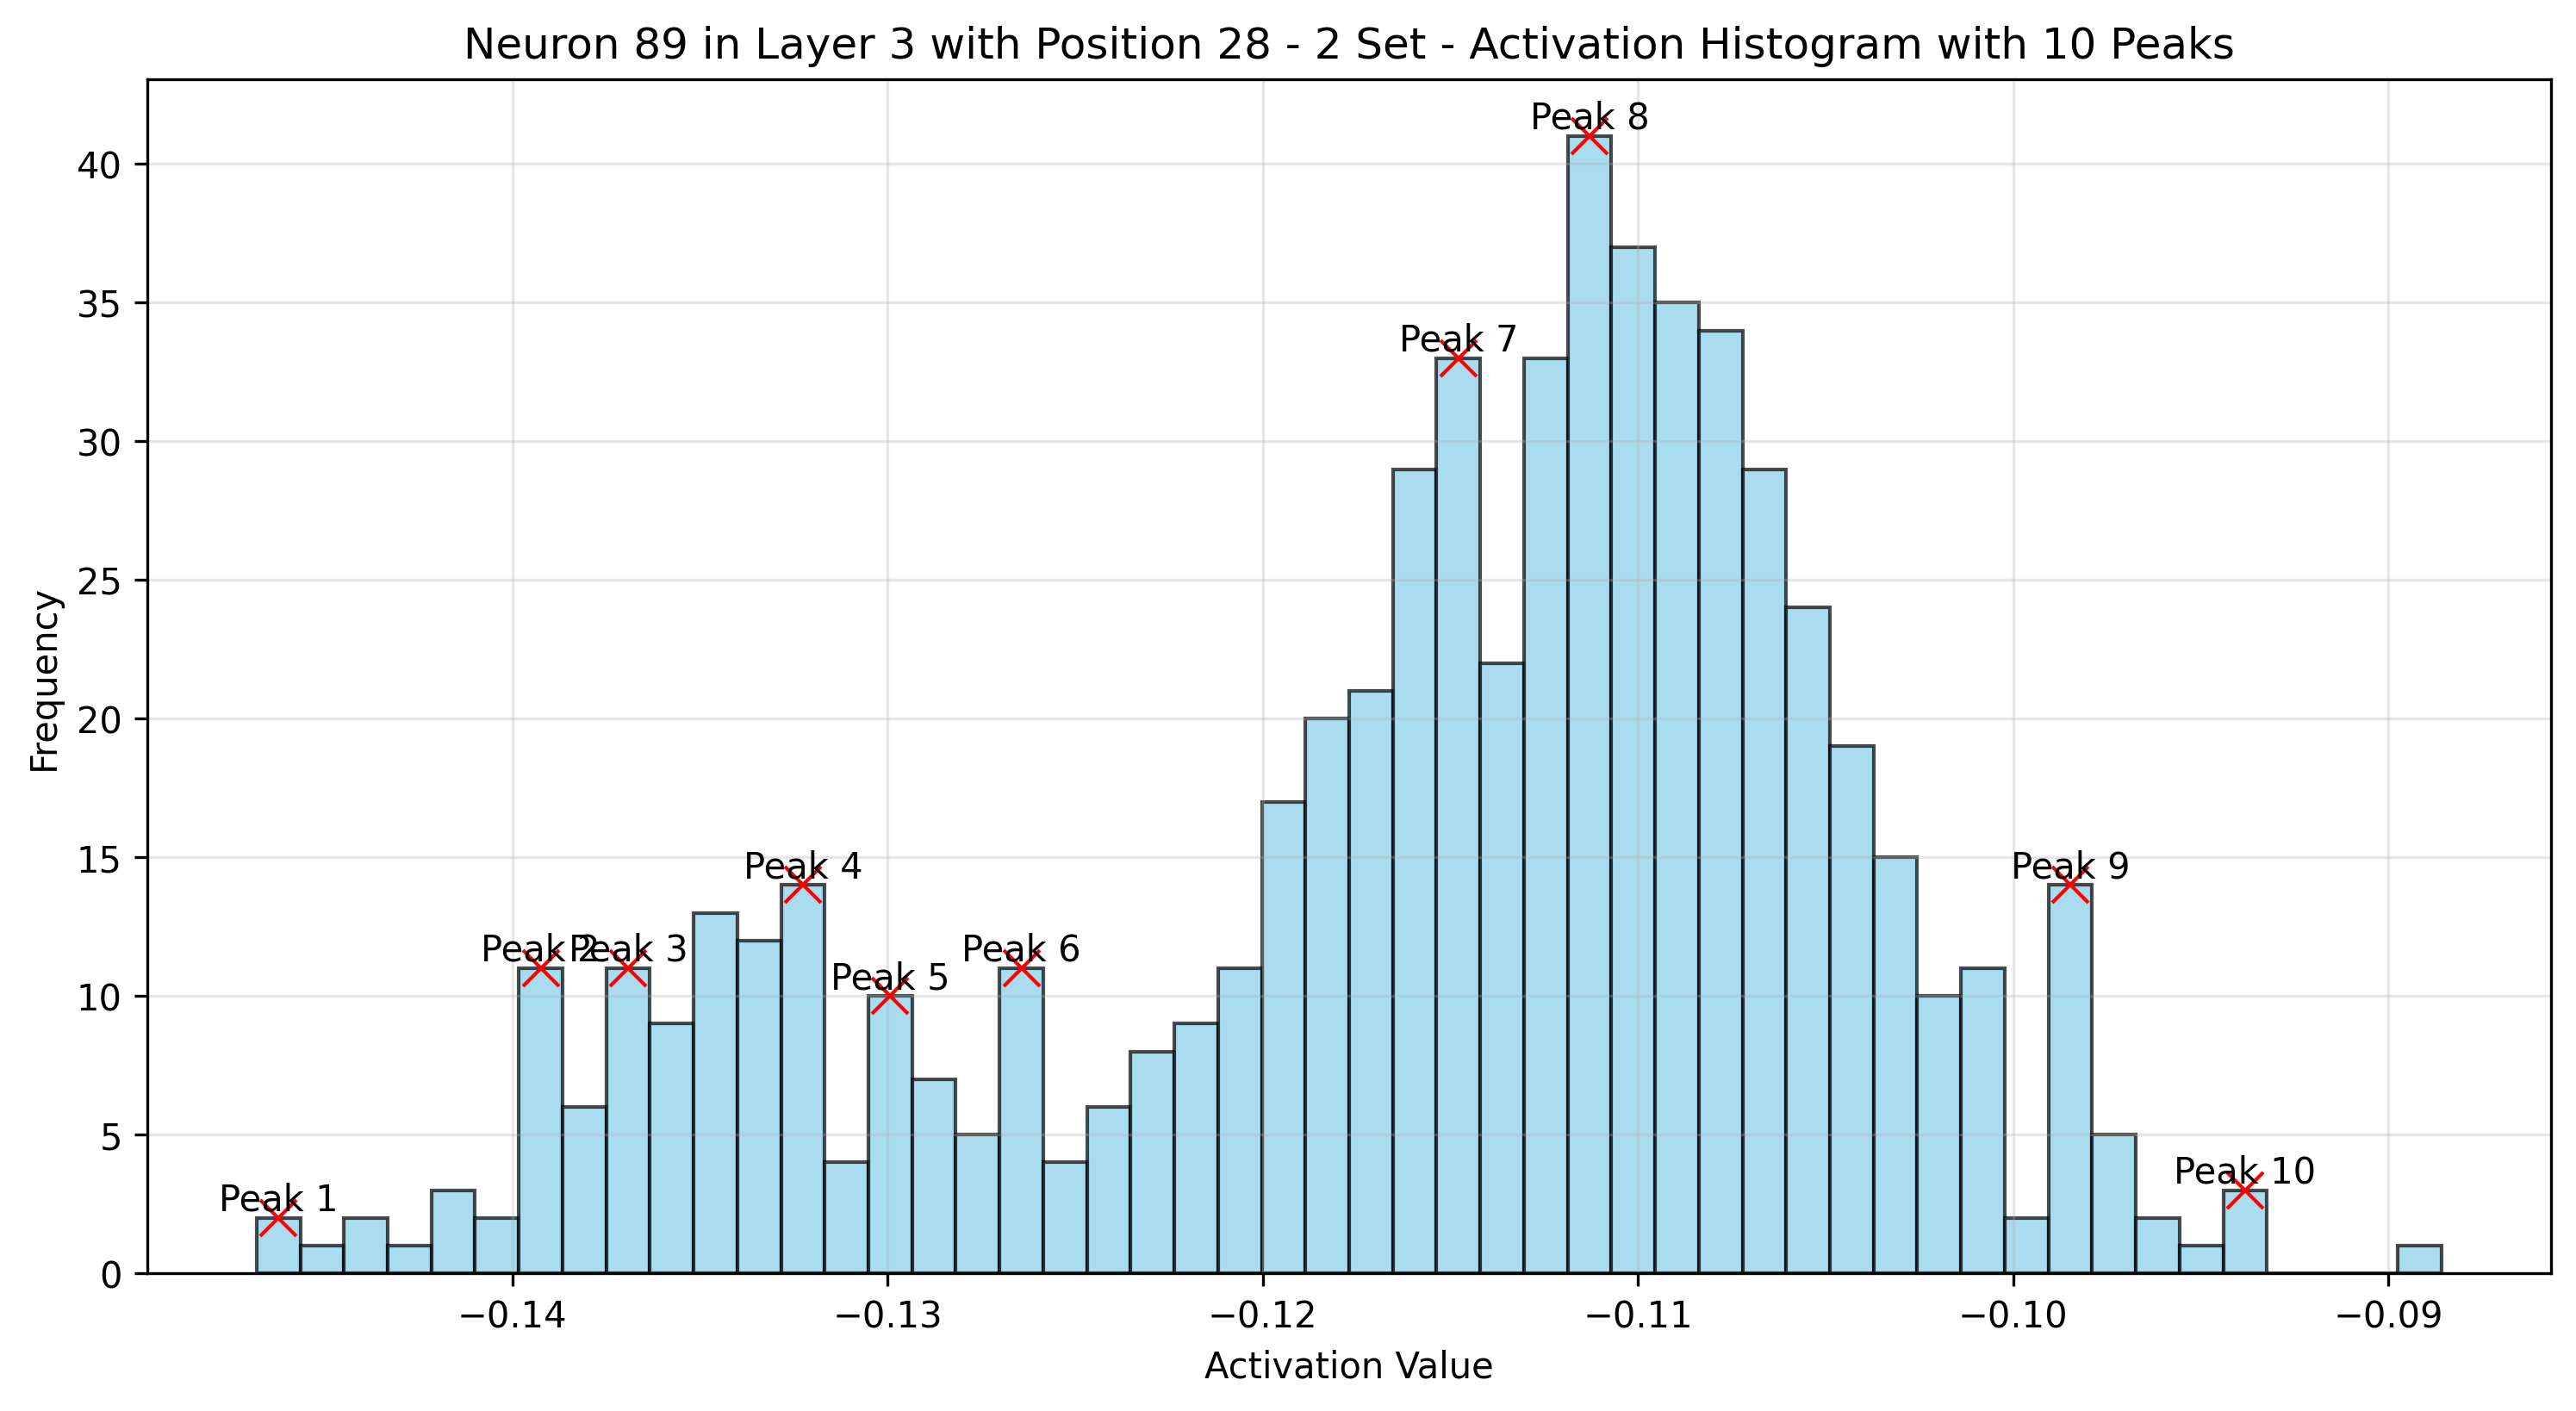 Neuron 89 in Layer 3 with Position 28 - 2 Set - Activation Histogram with 10 Peaks
Peak 8
40
35
Peak 7
30
25
Frequency
20
15
Peak 4
Peak 9
Peak 2
Peak 3
Peak 6
Peak 5
10
5
Peak 10
Peak 1
0
−0.14
−0.13
−0.12
−0.11
−0.10
−0.09
Activation Value